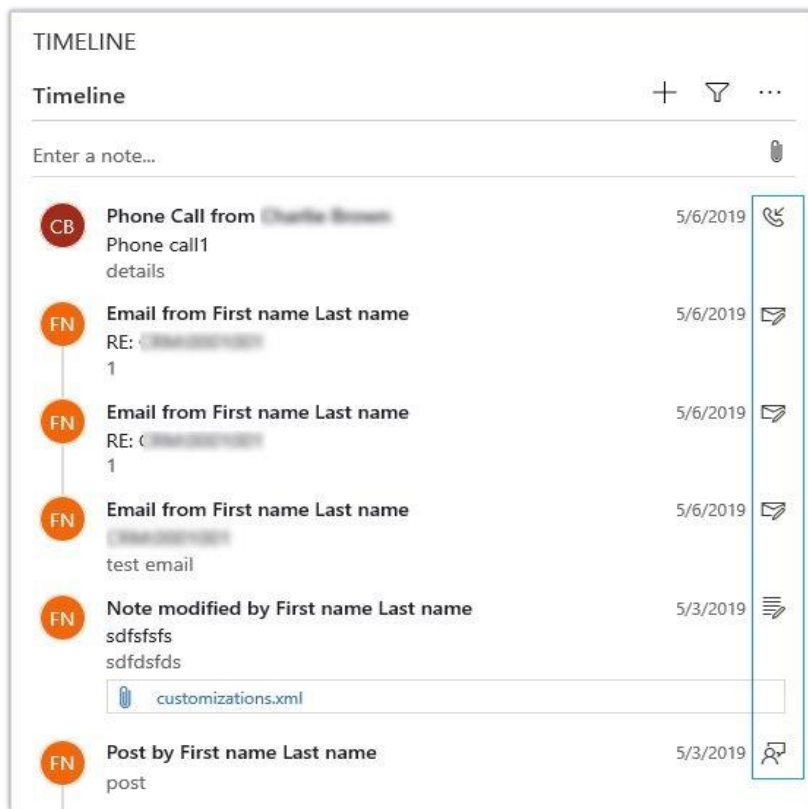 TIMELINE
Timeline
Enter a note...
CB Phone Call from 5/6/2019
Phone call1
details
FN Email from First name Last name 5/6/2019
RE:
1
FN Email from First name Last name 5/6/2019
RE:
1
FN Email from First name Last name 5/6/2019
test email
FN Note modified by First name Last name 5/3/2019
sdfsfsfs
sdfdsfds
customizations.xml
FN Post by First name Last name 5/3/2019
post